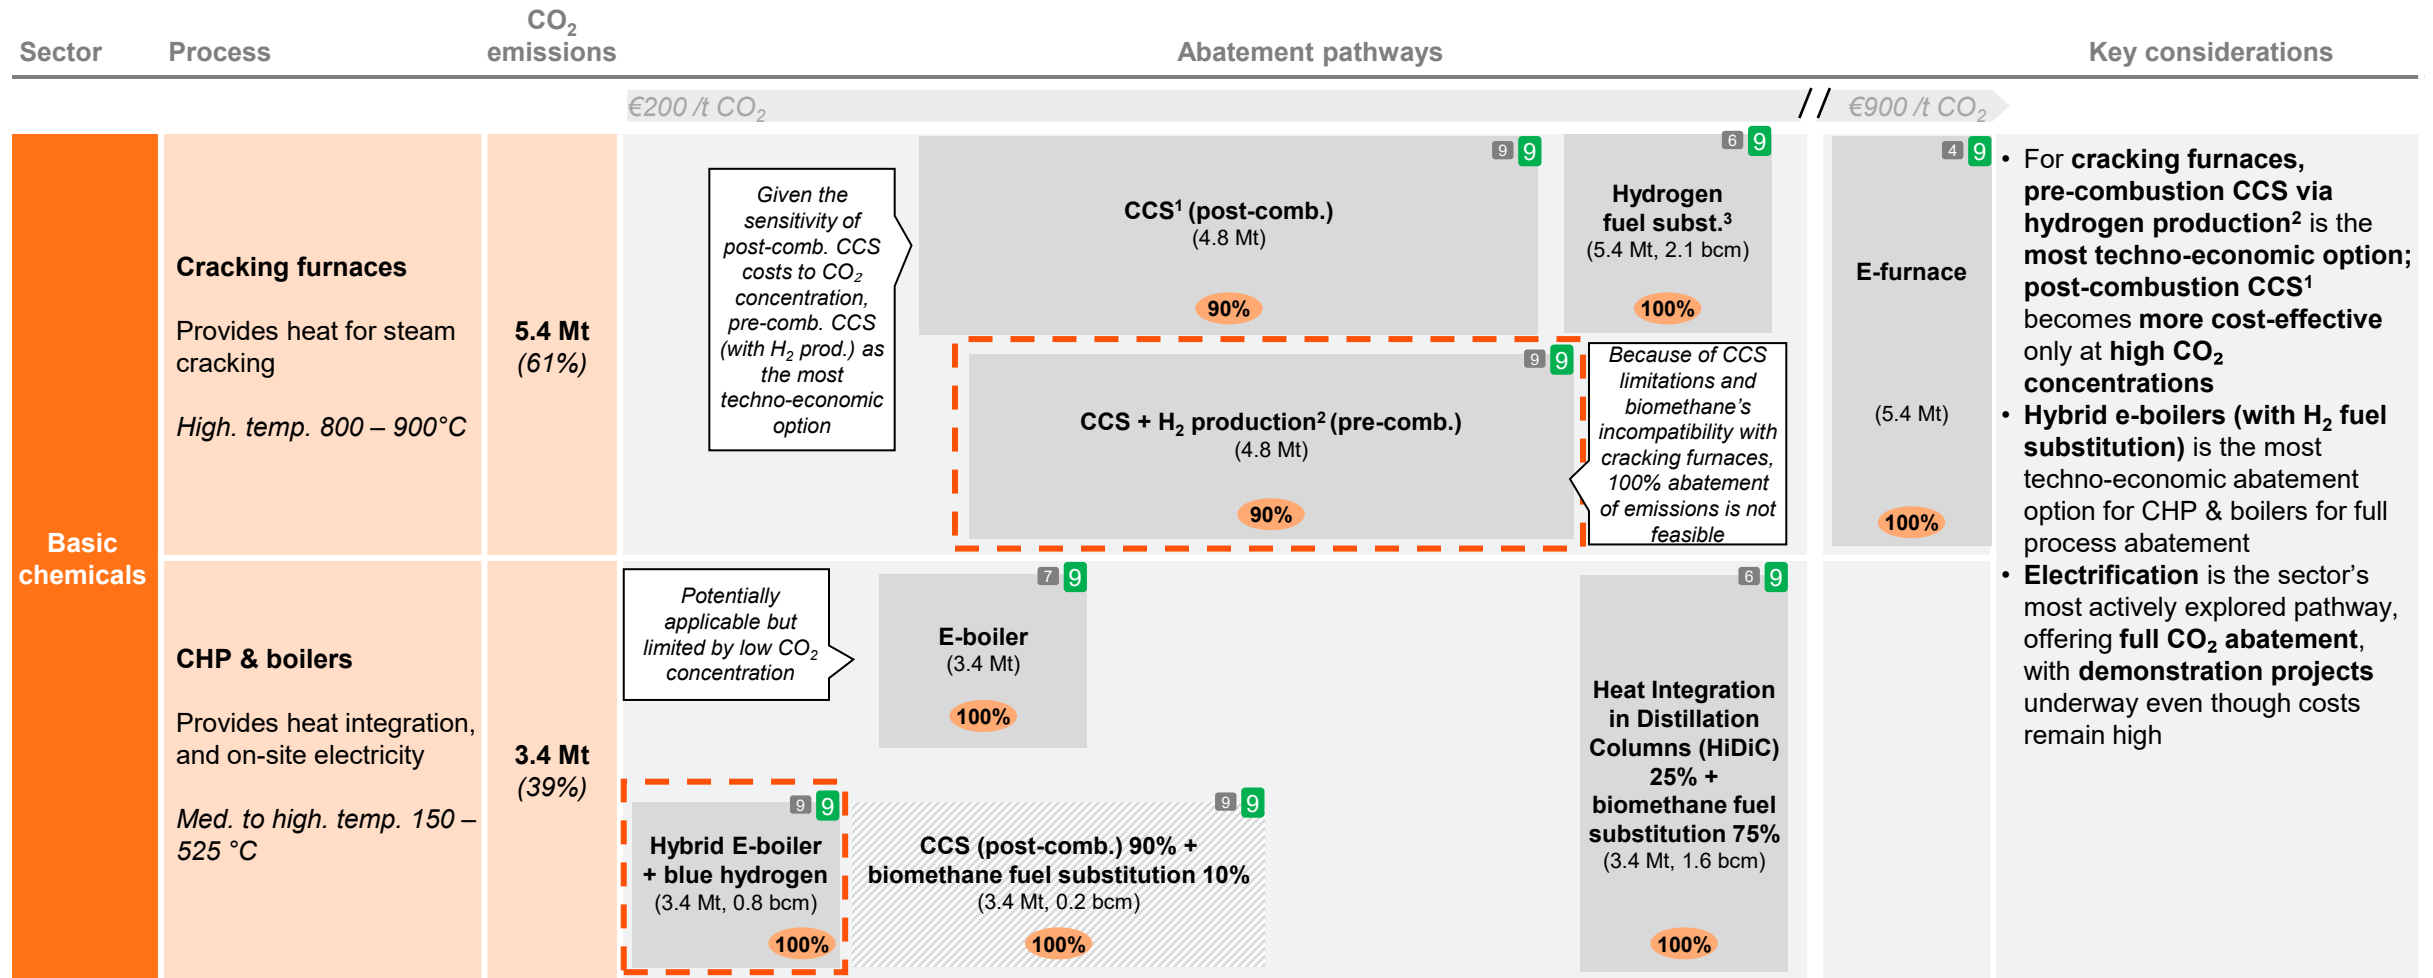 CO₂
Sector Process emissions Abatement pathways Key considerations
€200 /t CO₂ €900 /t CO₂
Basic
chemicals
Cracking furnaces
Provides heat for steam
cracking
High. temp. 800 – 900°C
5.4 Mt
(61%)
Given the
sensitivity of
post-comb. CCS
costs to CO₂
concentration,
pre-comb. CCS
(with H₂ prod.) as
the most
techno-economic
option
9 9
CCS¹ (post-comb.)
(4.8 Mt)
90%
6 9
Hydrogen
fuel subst.³
(5.4 Mt, 2.1 bcm)
100%
9 9
CCS + H₂ production² (pre-comb.)
(4.8 Mt)
90%
Because of CCS
limitations and
biomethane’s
incompatibility with
cracking furnaces,
100% abatement
of emissions is not
feasible
4 9
E-furnace
(5.4 Mt)
100%
CHP & boilers
Provides heat integration,
and on-site electricity
Med. to high. temp. 150 –
525 °C
3.4 Mt
(39%)
Potentially
applicable but
limited by low CO₂
concentration
7 9
E-boiler
(3.4 Mt)
100%
9 9
Hybrid E-boiler
+ blue hydrogen
(3.4 Mt, 0.8 bcm)
100%
9 9
CCS (post-comb.) 90% +
biomethane fuel substitution 10%
(3.4 Mt, 0.2 bcm)
100%
6 9
Heat Integration
in Distillation
Columns (HiDiC)
25% +
biomethane fuel
substitution 75%
(3.4 Mt, 1.6 bcm)
100%
• For cracking furnaces,
pre-combustion CCS via
hydrogen production² is the
most techno-economic option;
post-combustion CCS¹
becomes more cost-effective
only at high CO₂
concentrations
• Hybrid e-boilers (with H₂ fuel
substitution) is the most
techno-economic abatement
option for CHP & boilers for full
process abatement
• Electrification is the sector’s
most actively explored pathway,
offering full CO₂ abatement,
with demonstration projects
underway even though costs
remain high